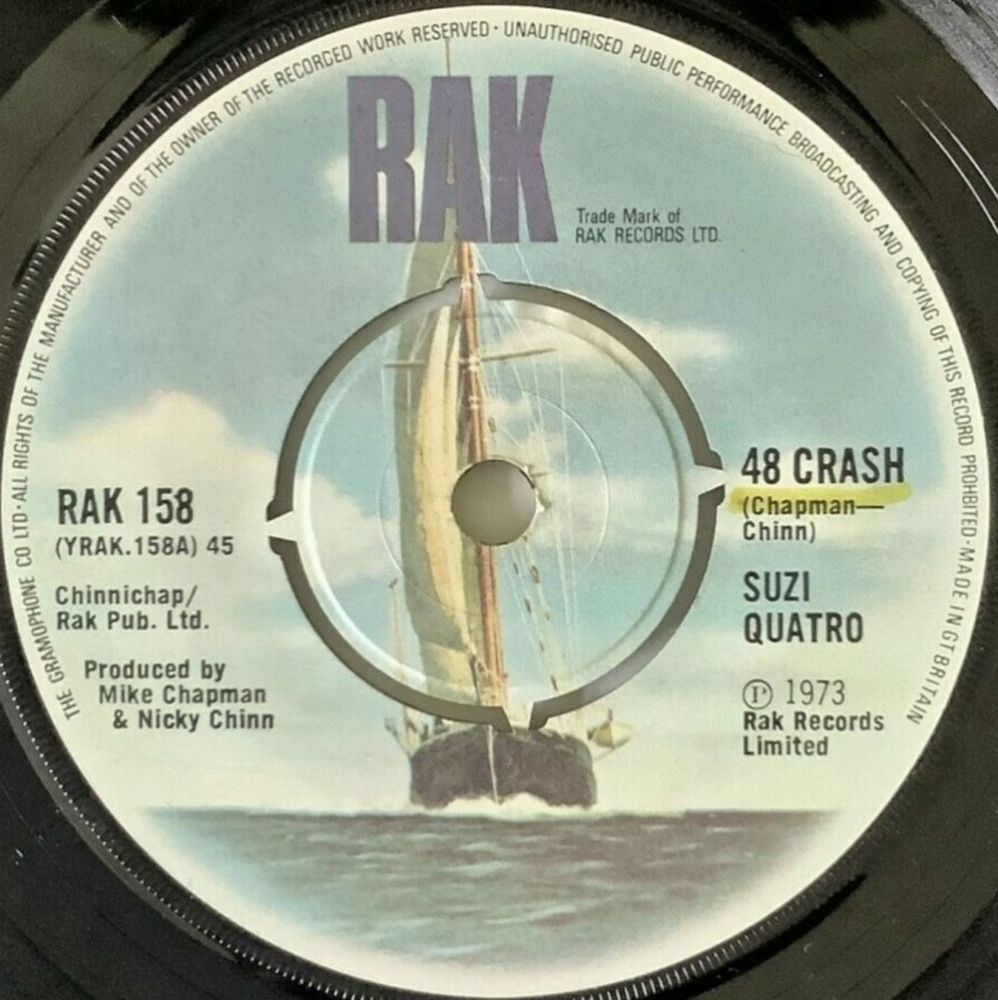 THE GRAMOPHONE CO LTD·ALL RIGHTS OF THE MANUFACTURER AND OF THE OWNER OF THE RECORDED WORK RESERVED·UNAUTHORISED PUBLIC PERFORMANCE BROADCASTING AND COPYING OF THIS RECORD PROHIBITED·MADE IN GT BRITAIN
RAK
Trade Mark of
RAK RECORDS LTD.
RAK 158
(YRAK.158A) 45
Chinnichap/
Rak Pub. Ltd.
Produced by
Mike Chapman
& Nicky Chinn
48 CRASH
(Chapman—
Chinn)
SUZI
QUATRO
Ⓟ 1973
Rak Records
Limited